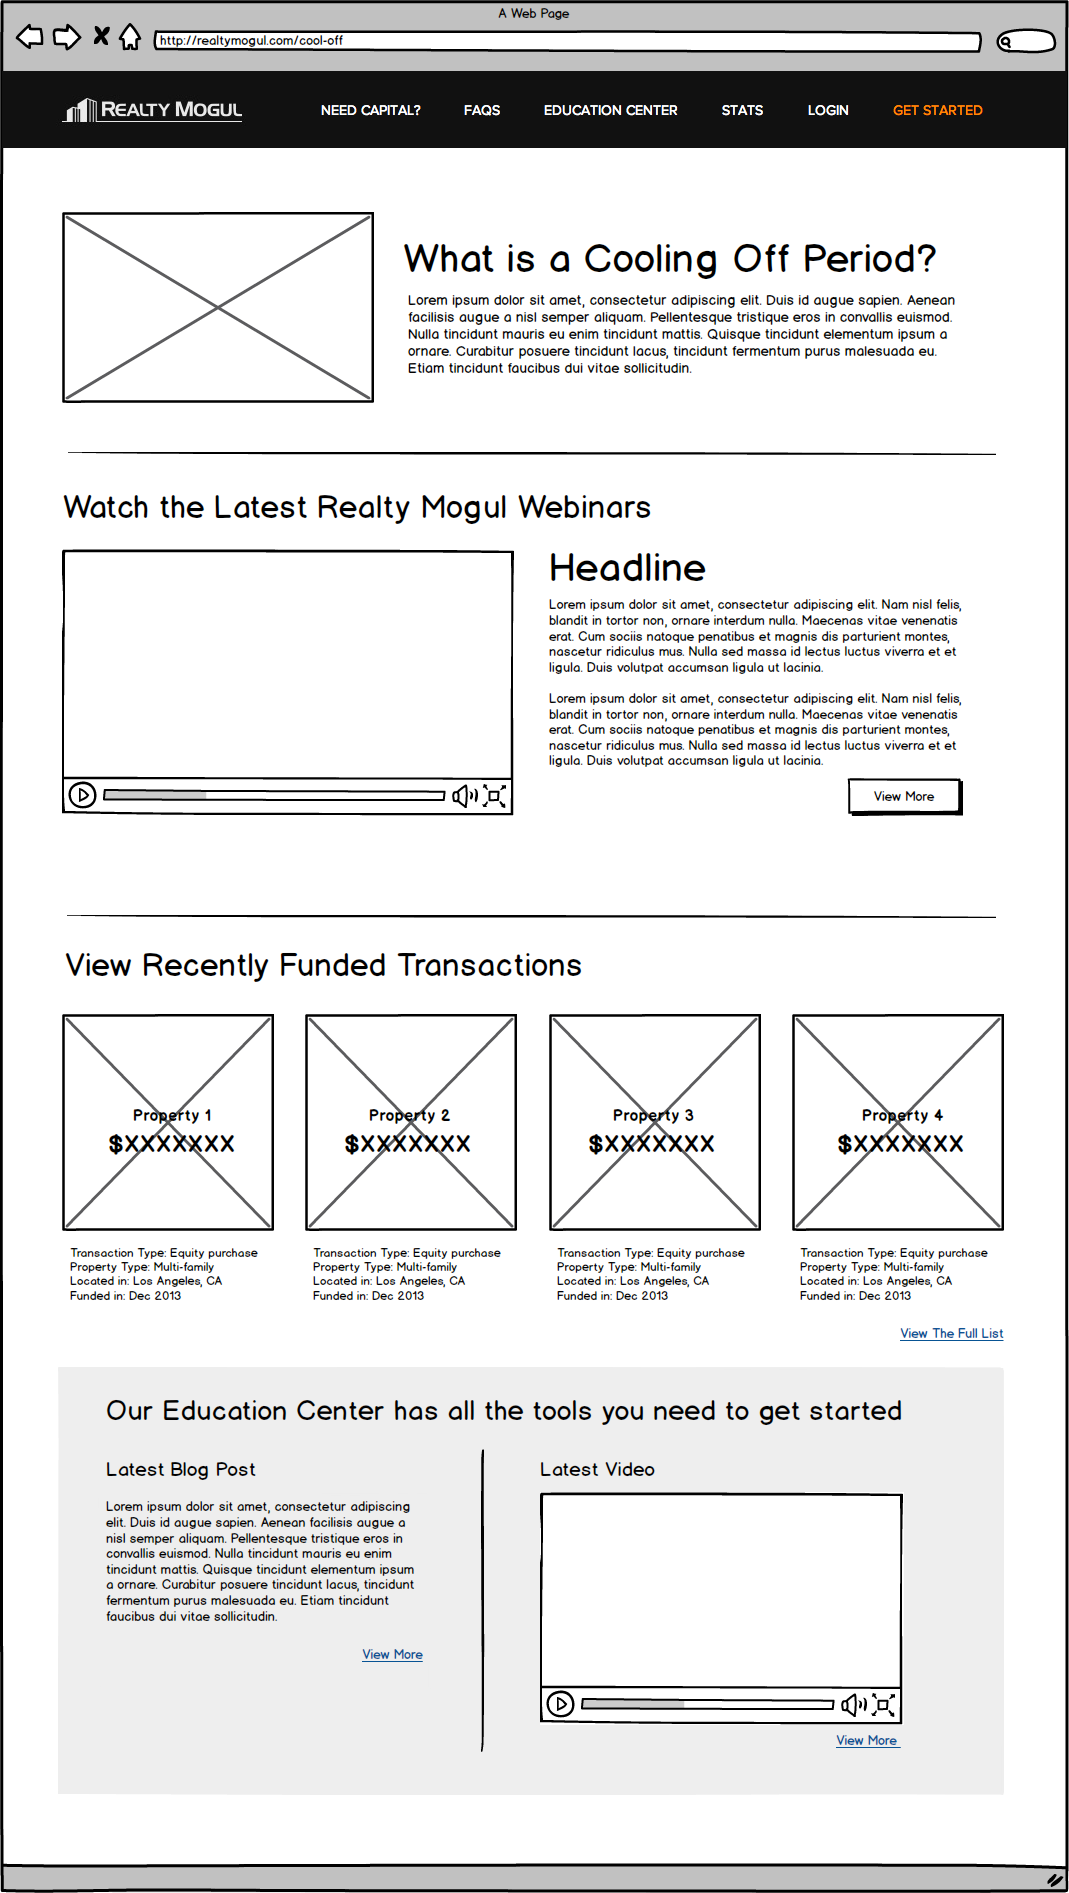 A Web Page
http://realtymogul.com/cool-off
REALTY MOGUL
NEED CAPITAL? FAQS EDUCATION CENTER STATS LOGIN GET STARTED
What is a Cooling Off Period?
Lorem ipsum dolor sit amet, consectetur adipiscing elit. Duis id augue sapien. Aenean
facilisis augue a nisl semper aliquam. Pellentesque tristique eros in convallis euismod.
Nulla tincidunt mauris eu enim tincidunt mattis. Quisque tincidunt elementum ipsum a
ornare. Curabitur posuere tincidunt lacus, tincidunt fermentum purus malesuada eu.
Etiam tincidunt faucibus dui vitae sollicitudin.
Watch the Latest Realty Mogul Webinars
Headline
Lorem ipsum dolor sit amet, consectetur adipiscing elit. Nam nisl felis,
blandit in tortor non, ornare interdum nulla. Maecenas vitae venenatis
erat. Cum sociis natoque penatibus et magnis dis parturient montes,
nascetur ridiculus mus. Nulla sed massa id lectus luctus viverra et et
ligula. Duis volutpat accumsan ligula ut lacinia.
Lorem ipsum dolor sit amet, consectetur adipiscing elit. Nam nisl felis,
blandit in tortor non, ornare interdum nulla. Maecenas vitae venenatis
erat. Cum sociis natoque penatibus et magnis dis parturient montes,
nascetur ridiculus mus. Nulla sed massa id lectus luctus viverra et et
ligula. Duis volutpat accumsan ligula ut lacinia.
View More
View Recently Funded Transactions
Property 1
$XXXXXXX
Transaction Type: Equity purchase
Property Type: Multi-family
Located in: Los Angeles, CA
Funded in: Dec 2013
Property 2
$XXXXXXX
Transaction Type: Equity purchase
Property Type: Multi-family
Located in: Los Angeles, CA
Funded in: Dec 2013
Property 3
$XXXXXXX
Transaction Type: Equity purchase
Property Type: Multi-family
Located in: Los Angeles, CA
Funded in: Dec 2013
Property 4
$XXXXXXX
Transaction Type: Equity purchase
Property Type: Multi-family
Located in: Los Angeles, CA
Funded in: Dec 2013
View The Full List
Our Education Center has all the tools you need to get started
Latest Blog Post
Lorem ipsum dolor sit amet, consectetur adipiscing
elit. Duis id augue sapien. Aenean facilisis augue a
nisl semper aliquam. Pellentesque tristique eros in
convallis euismod. Nulla tincidunt mauris eu enim
tincidunt mattis. Quisque tincidunt elementum ipsum
a ornare. Curabitur posuere tincidunt lacus, tincidunt
fermentum purus malesuada eu. Etiam tincidunt
faucibus dui vitae sollicitudin.
View More
Latest Video
View More